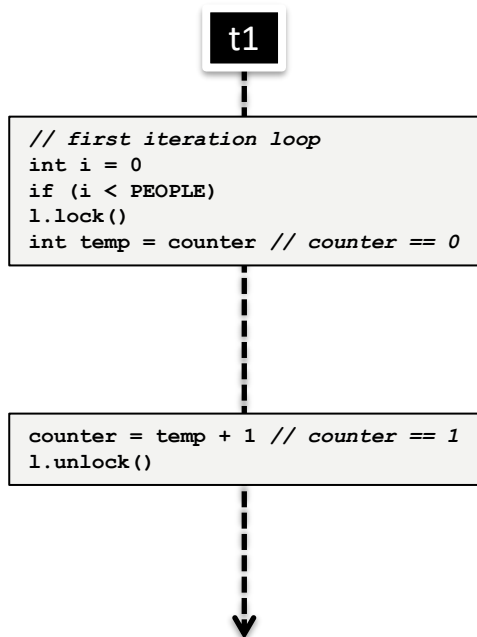 t1
// first iteration loop
int i = 0
if (i < PEOPLE)
l.lock()
int temp = counter // counter == 0
counter = temp + 1 // counter == 1
l.unlock()